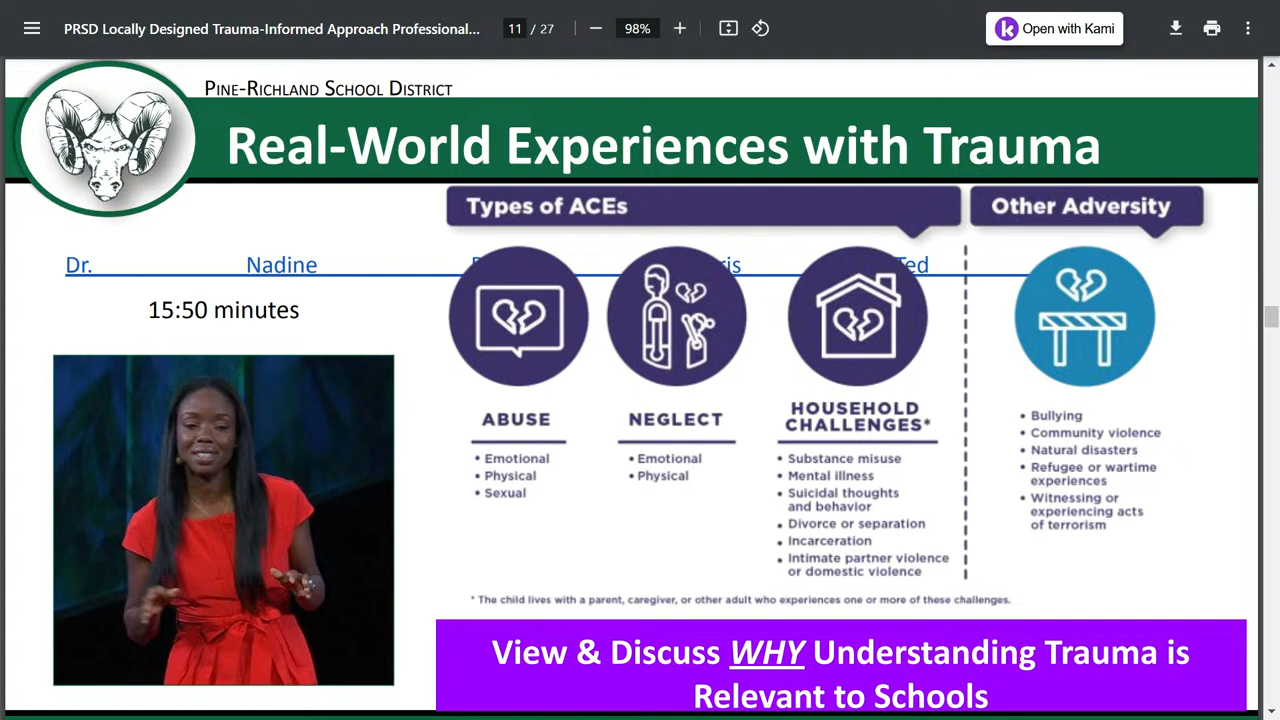 PRSD Locally Designed Trauma-Informed Approach Professional...
11 / 27
98%
Open with Kami
PINE-RICHLAND SCHOOL DISTRICT
Real-World Experiences with Trauma
Dr. Nadine ris Ted
15:50 minutes
Types of ACEs
Other Adversity
ABUSE
• Emotional
• Physical
• Sexual
NEGLECT
• Emotional
• Physical
HOUSEHOLD
CHALLENGES*
• Substance misuse
• Mental illness
• Suicidal thoughts
and behavior
• Divorce or separation
• Incarceration
• Intimate partner violence
or domestic violence
• Bullying
• Community violence
• Natural disasters
• Refugee or wartime
experiences
• Witnessing or
experiencing acts
of terrorism
* The child lives with a parent, caregiver, or other adult who experiences one or more of these challenges.
View & Discuss WHY Understanding Trauma is
Relevant to Schools